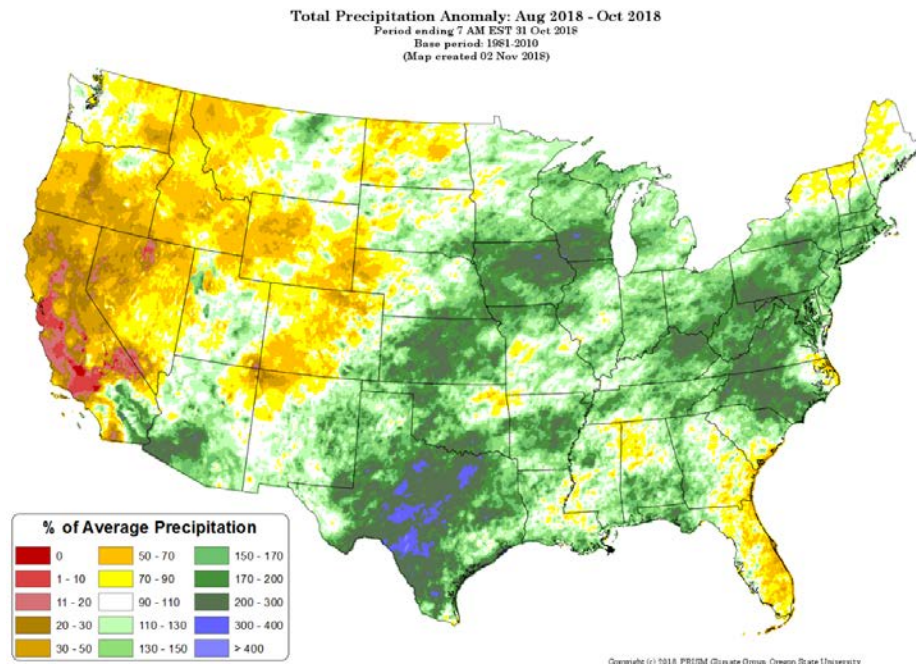 Total Precipitation Anomaly: Aug 2018 - Oct 2018
Period ending 7 AM EST 31 Oct 2018
Base period: 1981-2010
(Map created 02 Nov 2018)
% of Average Precipitation
0
50 - 70
150 - 170
1 - 10
70 - 90
170 - 200
11 - 20
90 - 110
200 - 300
20 - 30
110 - 130
300 - 400
30 - 50
130 - 150
> 400
Copyright (c) 2018, PRISM Climate Group, Oregon State University